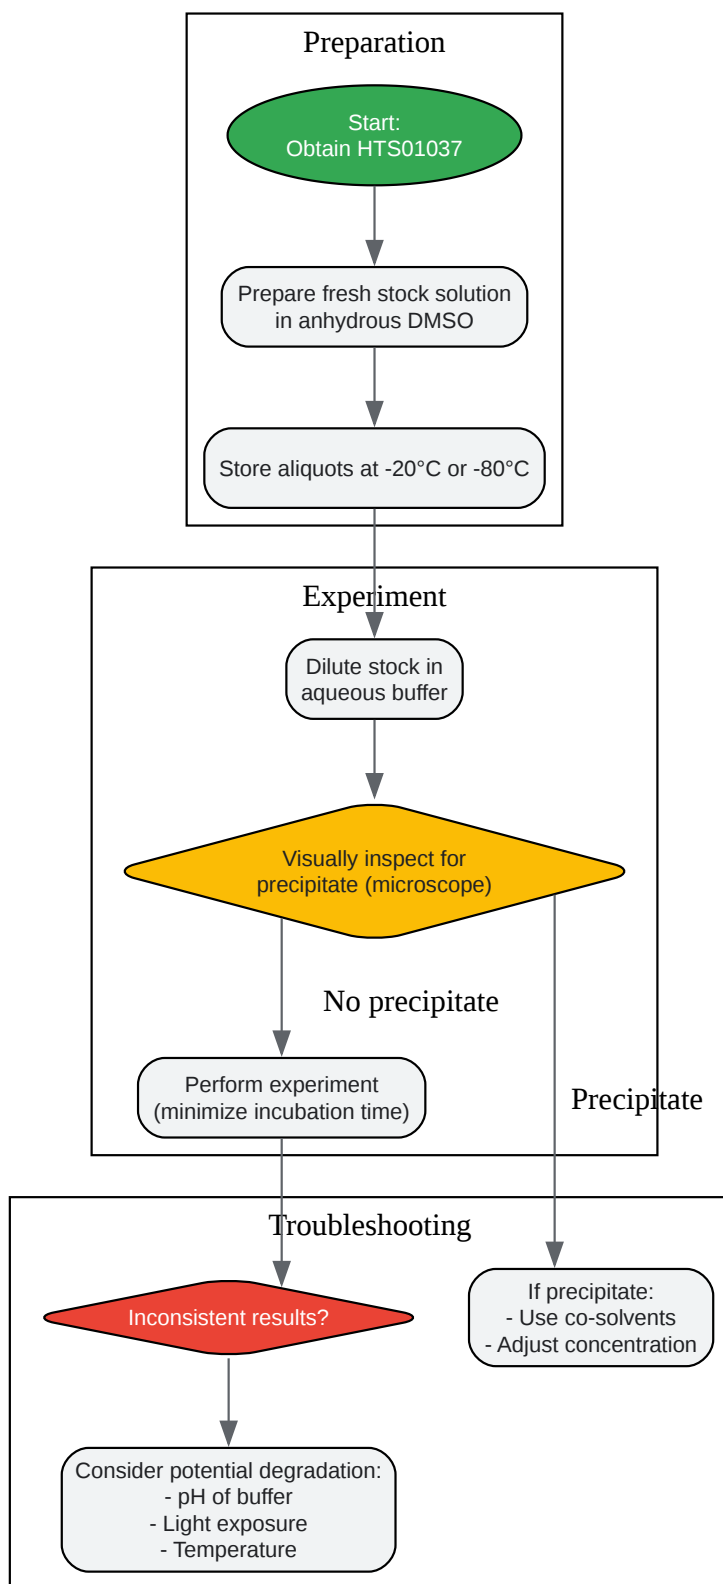 Preparation
Start:
Obtain HTS01037
Prepare fresh stock solution
in anhydrous DMSO
Store aliquots at -20°C or -80°C
Experiment
Dilute stock in
aqueous buffer
Visually inspect for
precipitate (microscope)
No precipitate
Perform experiment
(minimize incubation time)
Precipitate
Troubleshooting
Inconsistent results?
If precipitate:
- Use co-solvents
- Adjust concentration
Consider potential degradation:
- pH of buffer
- Light exposure
- Temperature